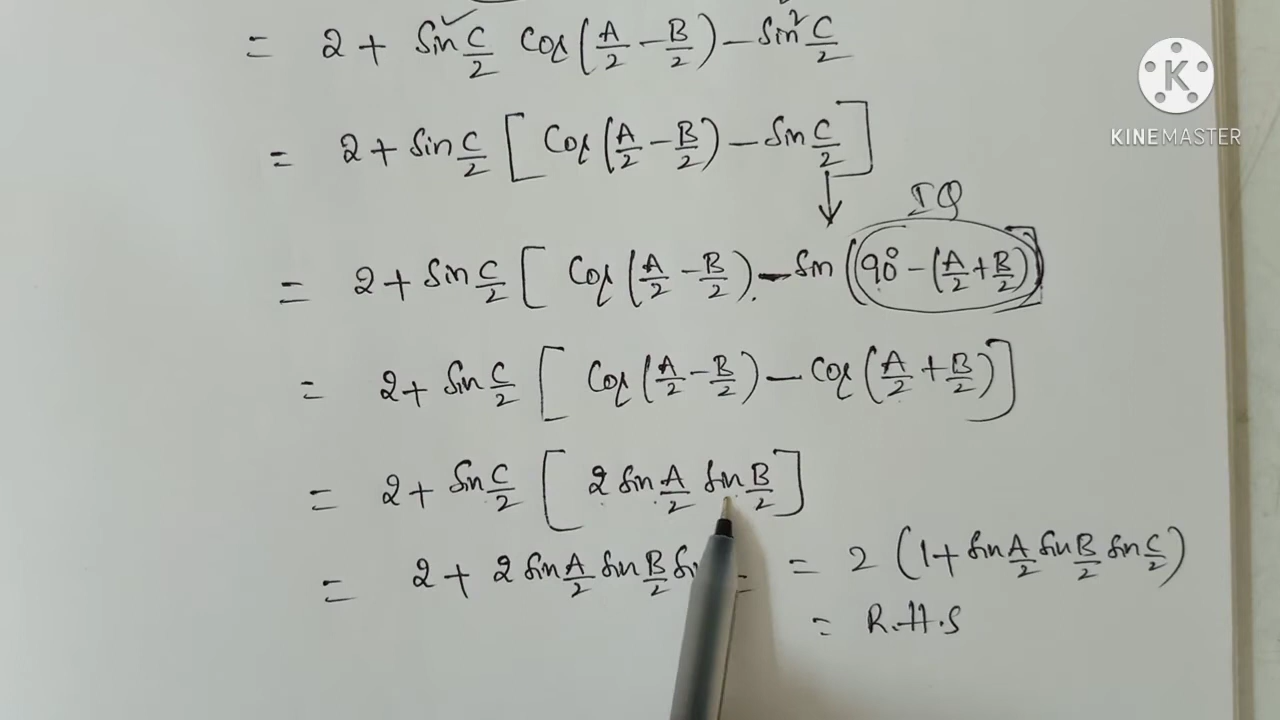 = 2 + Sin C/2 Cos(A/2 − B/2) − Sin² C/2
= 2 + Sin C/2 [ Cos(A/2 − B/2) − Sin C/2 ]
K
KINEMASTER
IQ
= 2 + Sin C/2 [ Cos(A/2 − B/2) − Sin (90° − (A/2 + B/2)) ]
= 2 + Sin C/2 [ Cos(A/2 − B/2) − Cos(A/2 + B/2) ]
= 2 + Sin C/2 [ 2 Sin A/2 Sin B/2 ]
= 2 + 2 Sin A/2 Sin B/2 = 2 (1 + Sin A/2 Sin B/2 Sin C/2)
= R.H.S